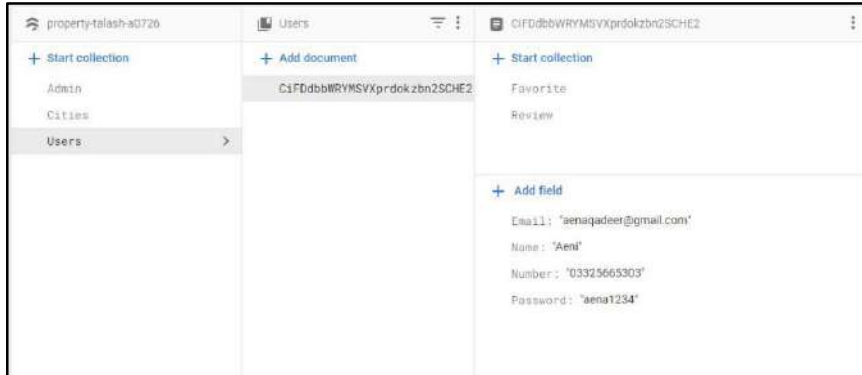 property-talash-a0726
+ Start collection
Admin
Cities
Users
Users
+ Add document
CiFDdbbWRYMSVXprdokzbn2SCHE2
CiFDdbbWRYMSVXprdokzbn2SCHE2
+ Start collection
Favorite
Review
+ Add field
Email: "aenaqadeer@gmail.com"
Name: "Aeni"
Number: "03325665303"
Password: "aena1234"